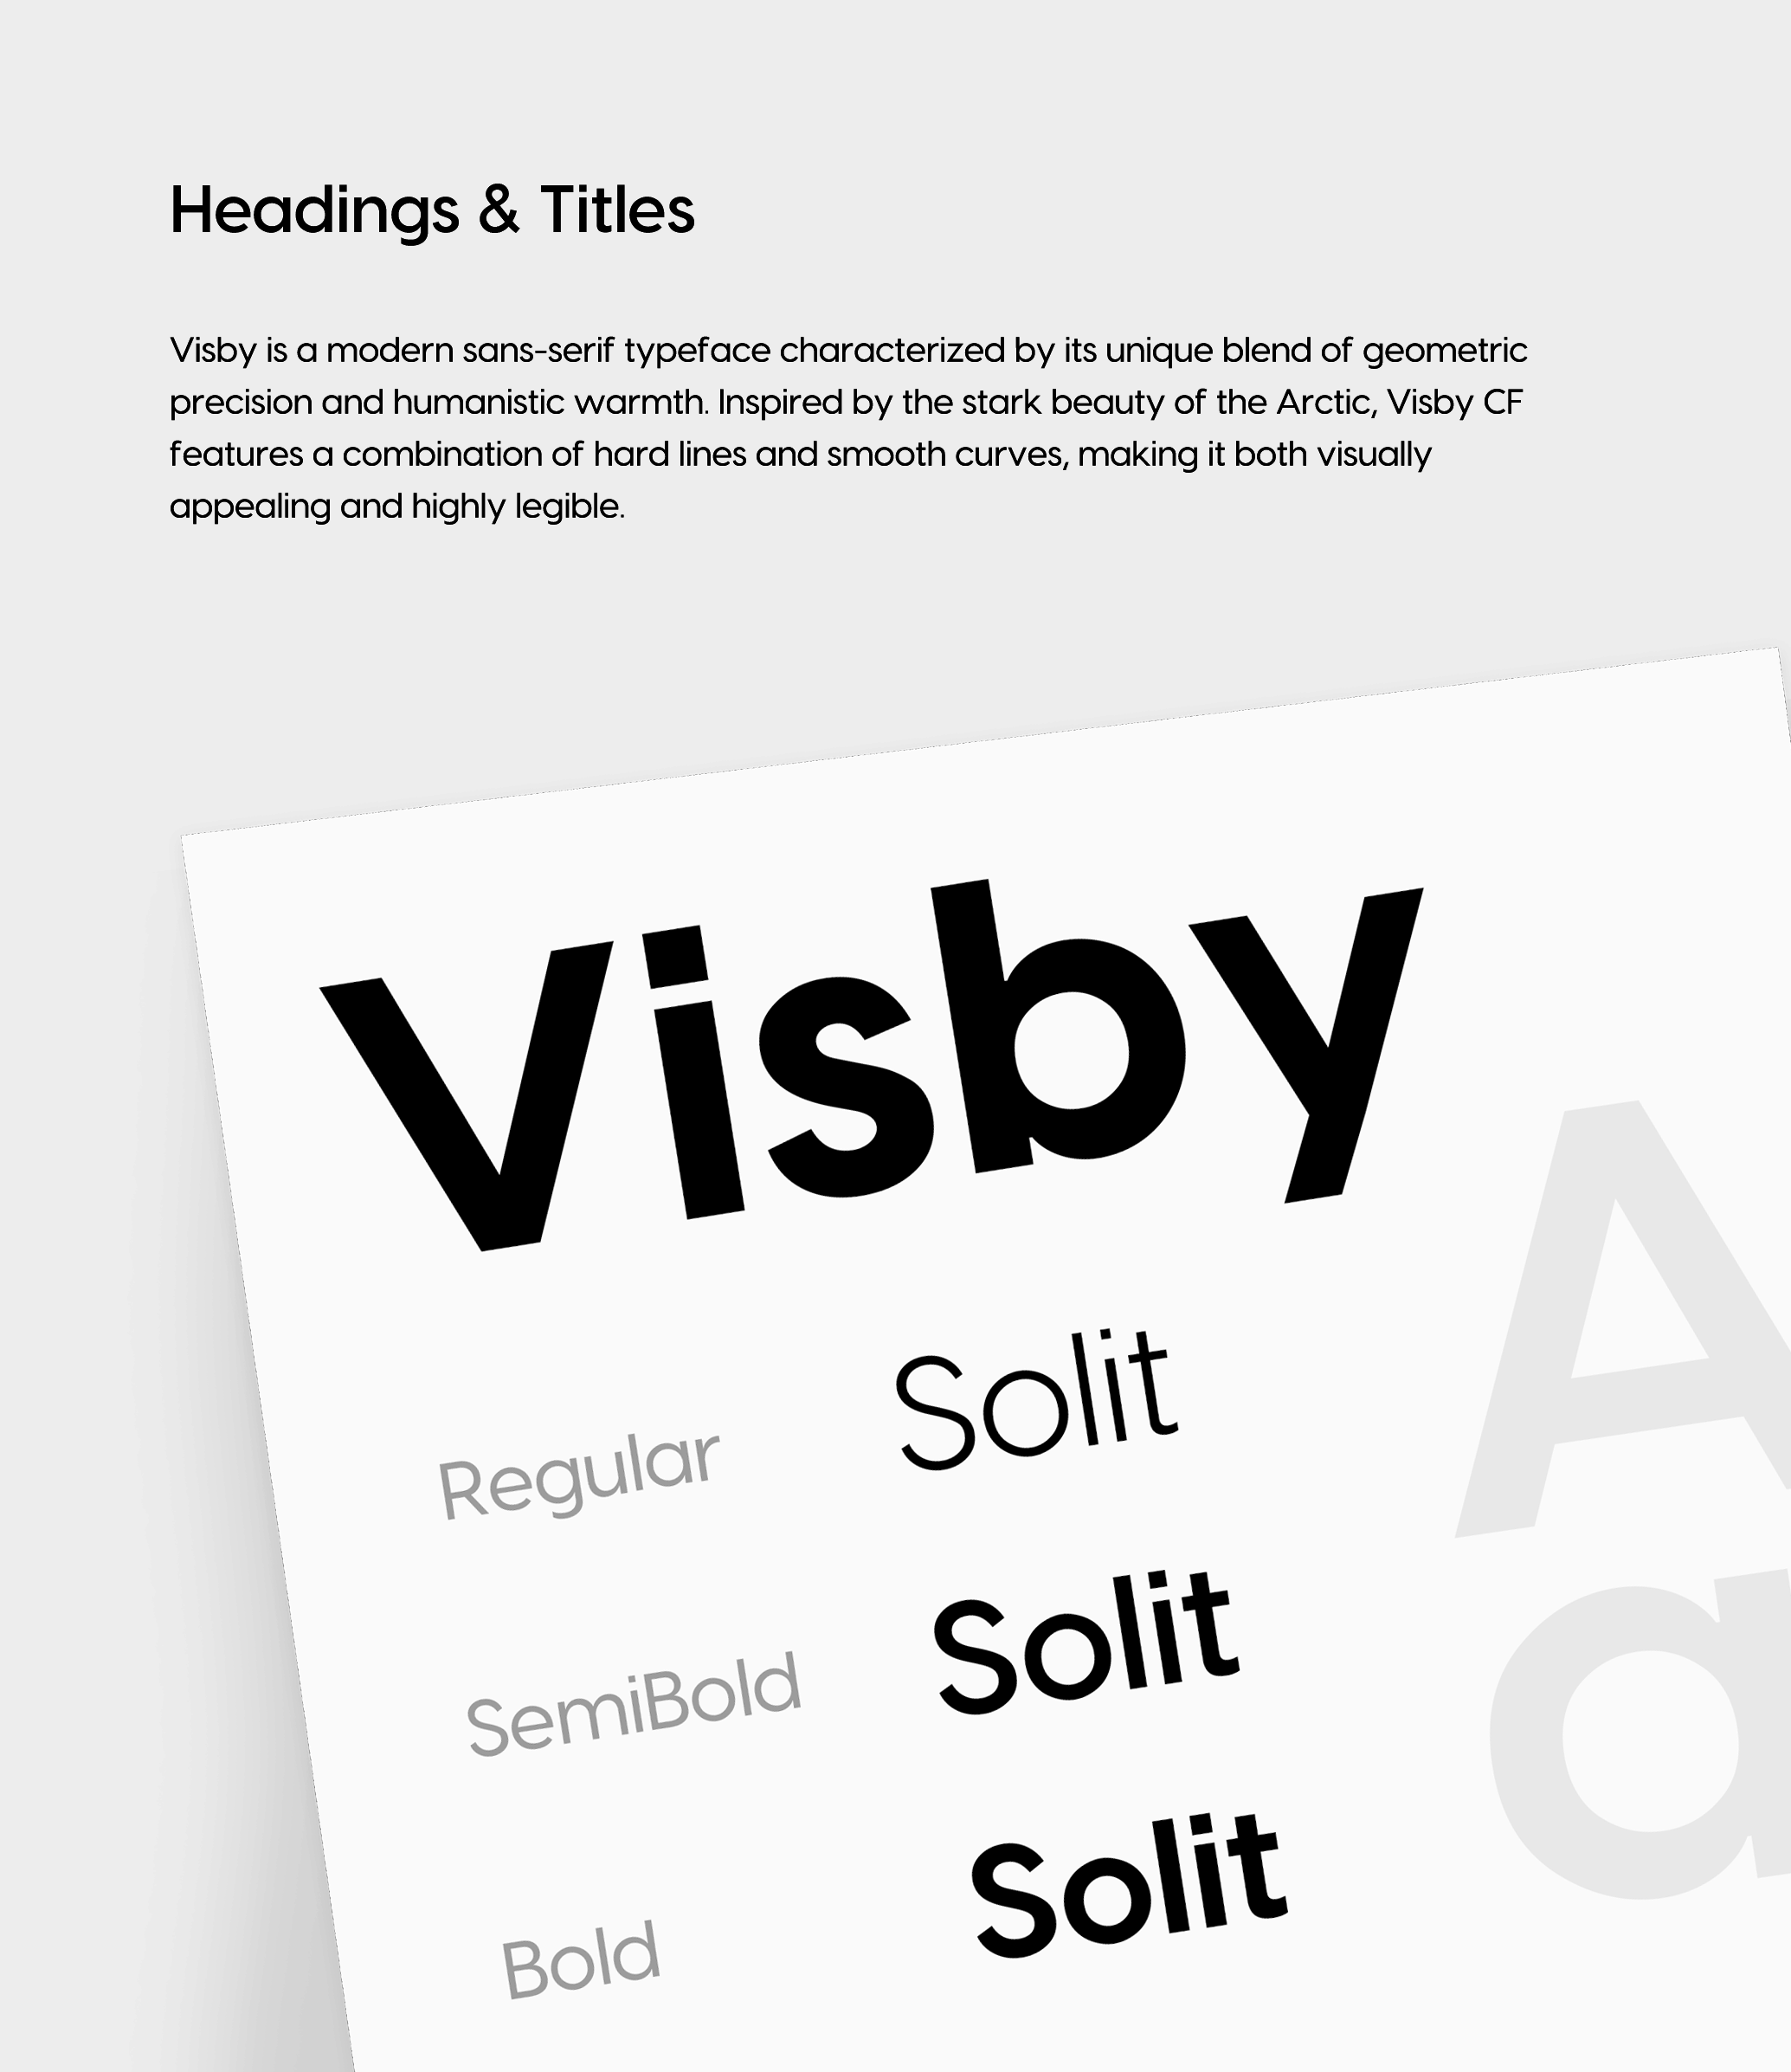 Headings & Titles
Visby is a modern sans-serif typeface characterized by its unique blend of geometric
precision and humanistic warmth. Inspired by the stark beauty of the Arctic, Visby CF
features a combination of hard lines and smooth curves, making it both visually
appealing and highly legible.
Visby
Regular Solit
SemiBold Solit
Bold Solit
A
a